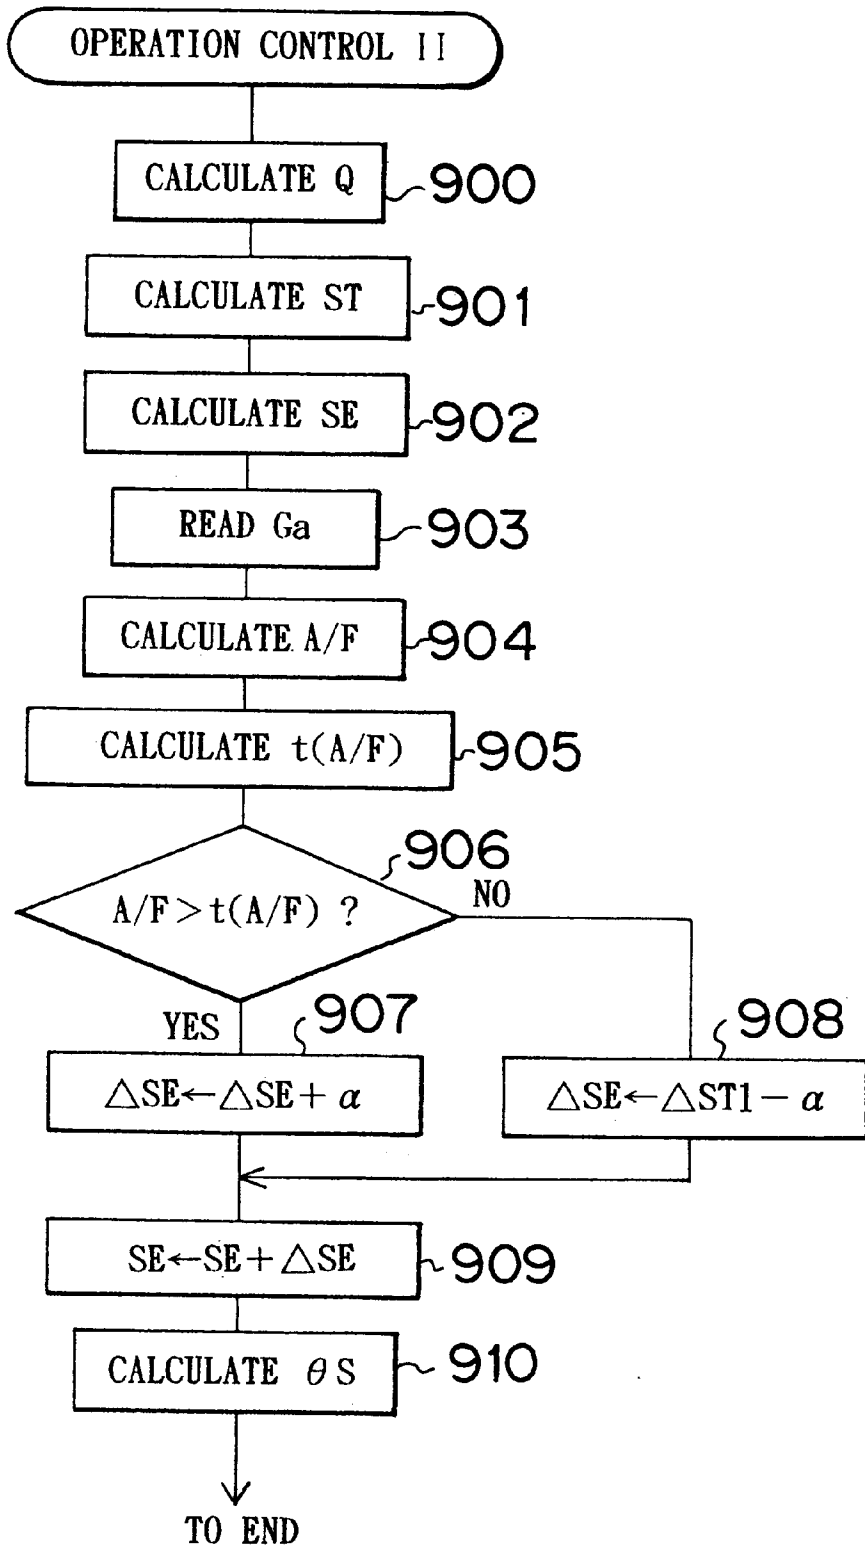 OPERATION CONTROL II
CALCULATE Q
900
CALCULATE ST
901
CALCULATE SE
902
READ Ga
903
CALCULATE A/F
904
CALCULATE t(A/F)
905
906
A/F>t(A/F) ?
NO
YES
907
△SE←△SE+α
908
△SE←△ST1-α
SE←SE+△SE
909
CALCULATE θS
910
TO END